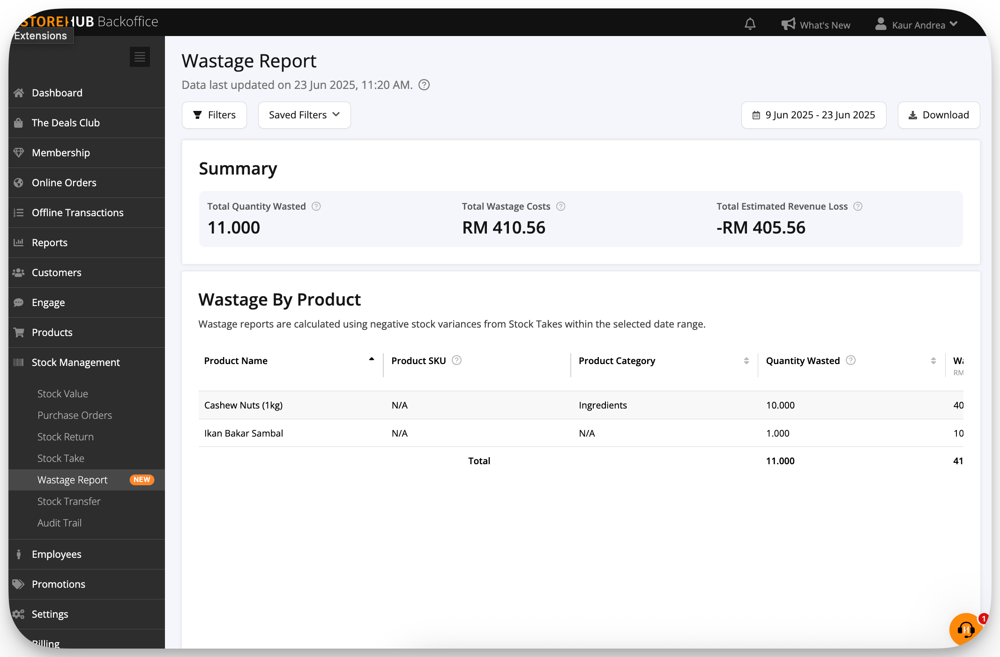 STOREHUB Backoffice
What's New
Kaur Andrea
Extensions
Dashboard
The Deals Club
Membership
Online Orders
Offline Transactions
Reports
Customers
Engage
Products
Stock Management
Stock Value
Purchase Orders
Stock Return
Stock Take
Wastage Report NEW
Stock Transfer
Audit Trail
Employees
Promotions
Settings
Billing
Wastage Report
Data last updated on 23 Jun 2025, 11:20 AM. ?
Filters
Saved Filters
9 Jun 2025 - 23 Jun 2025
Download
Summary
Total Quantity Wasted ? Total Wastage Costs ? Total Estimated Revenue Loss ?
11.000 RM 410.56 -RM 405.56
Wastage By Product
Wastage reports are calculated using negative stock variances from Stock Takes within the selected date range.
Product Name Product SKU ? Product Category Quantity Wasted ?
RM
Cashew Nuts (1kg) N/A Ingredients 10.000 40
Ikan Bakar Sambal N/A N/A 1.000 10
Total 11.000 41
1